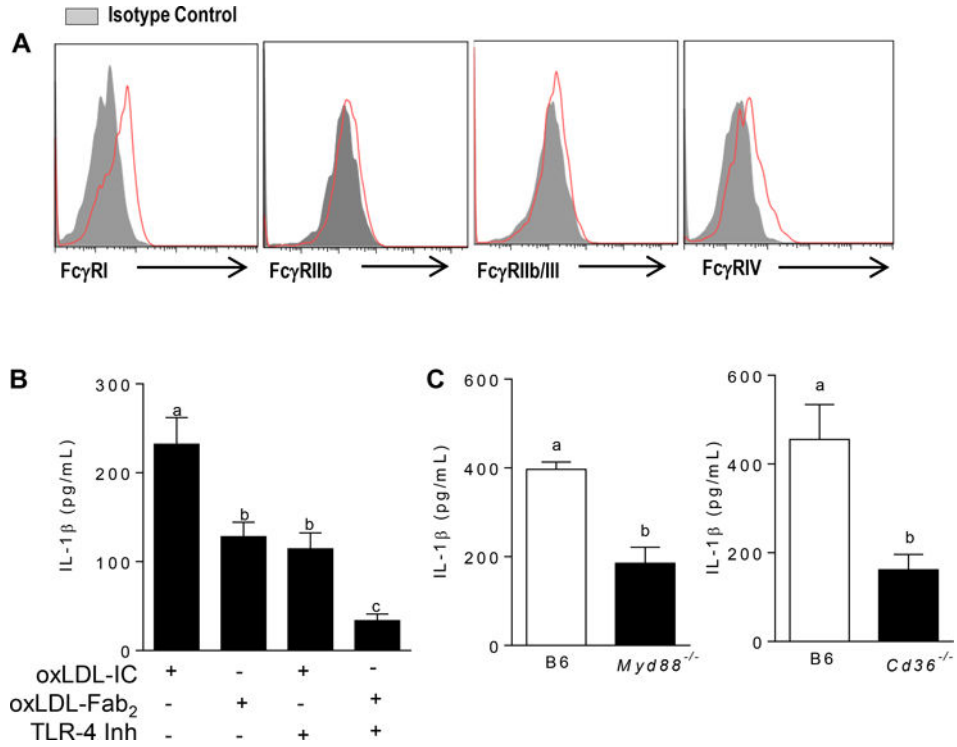 Isotype Control
A
FcγRI
FcγRIIb
FcγRIIb/III
FcγRIV
B
IL-1β (pg/mL)
300
200
100
0
a
b
b
c
oxLDL-IC + - + -
oxLDL-Fab₂ - + - +
TLR-4 Inh - - + +
C
IL-1β (pg/mL)
600
400
200
0
a
b
B6 Myd88⁻/⁻
IL-1β (pg/mL)
600
400
200
0
a
b
B6 Cd36⁻/⁻